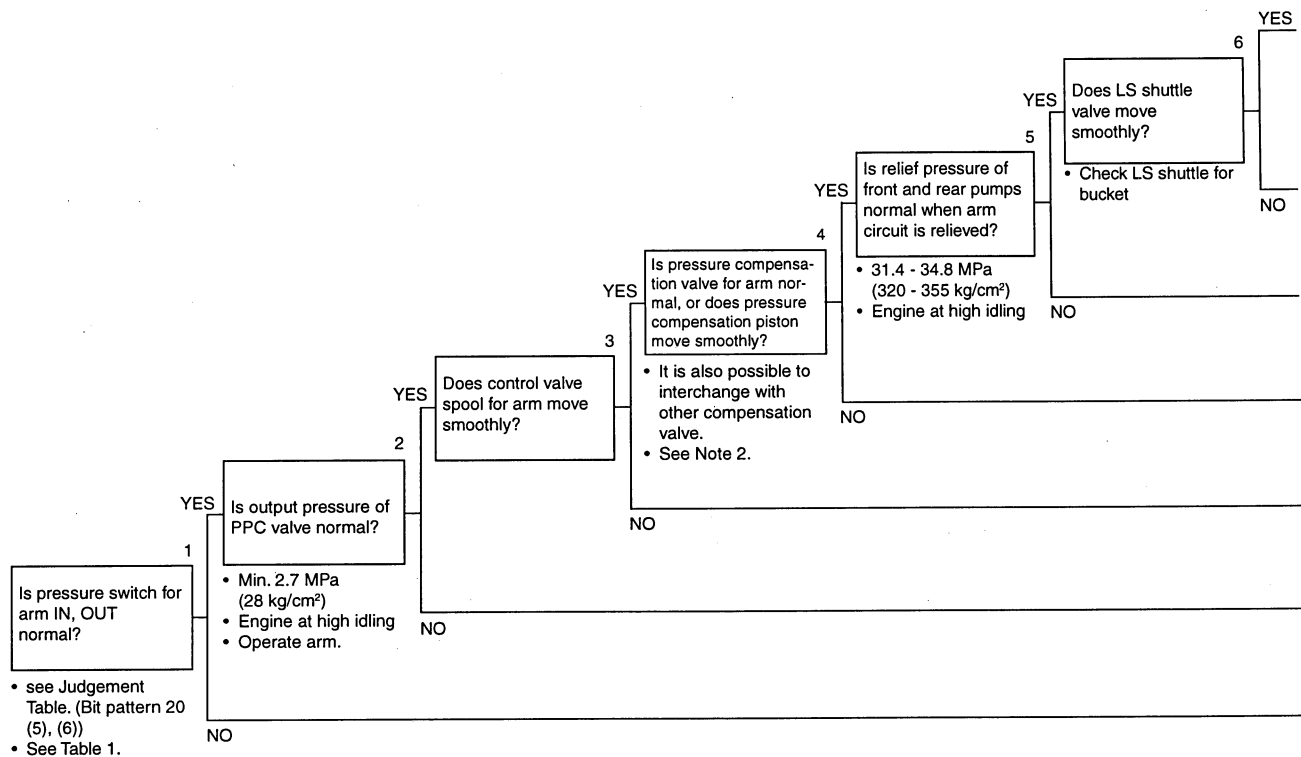 1
Is pressure switch for
arm IN, OUT
normal?
• see Judgement
Table. (Bit pattern 20
(5), (6))
• See Table 1.
YES
NO
2
Is output pressure of
PPC valve normal?
• Min. 2.7 MPa
(28 kg/cm²)
• Engine at high idling
• Operate arm.
YES
NO
3
Does control valve
spool for arm move
smoothly?
YES
NO
4
Is pressure compensa-
tion valve for arm nor-
mal, or does pressure
compensation piston
move smoothly?
• It is also possible to
interchange with
other compensation
valve.
• See Note 2.
YES
NO
5
Is relief pressure of
front and rear pumps
normal when arm
circuit is relieved?
• 31.4 - 34.8 MPa
(320 - 355 kg/cm²)
• Engine at high idling
YES
NO
6
Does LS shuttle
valve move
smoothly?
• Check LS shuttle for
bucket
YES
NO